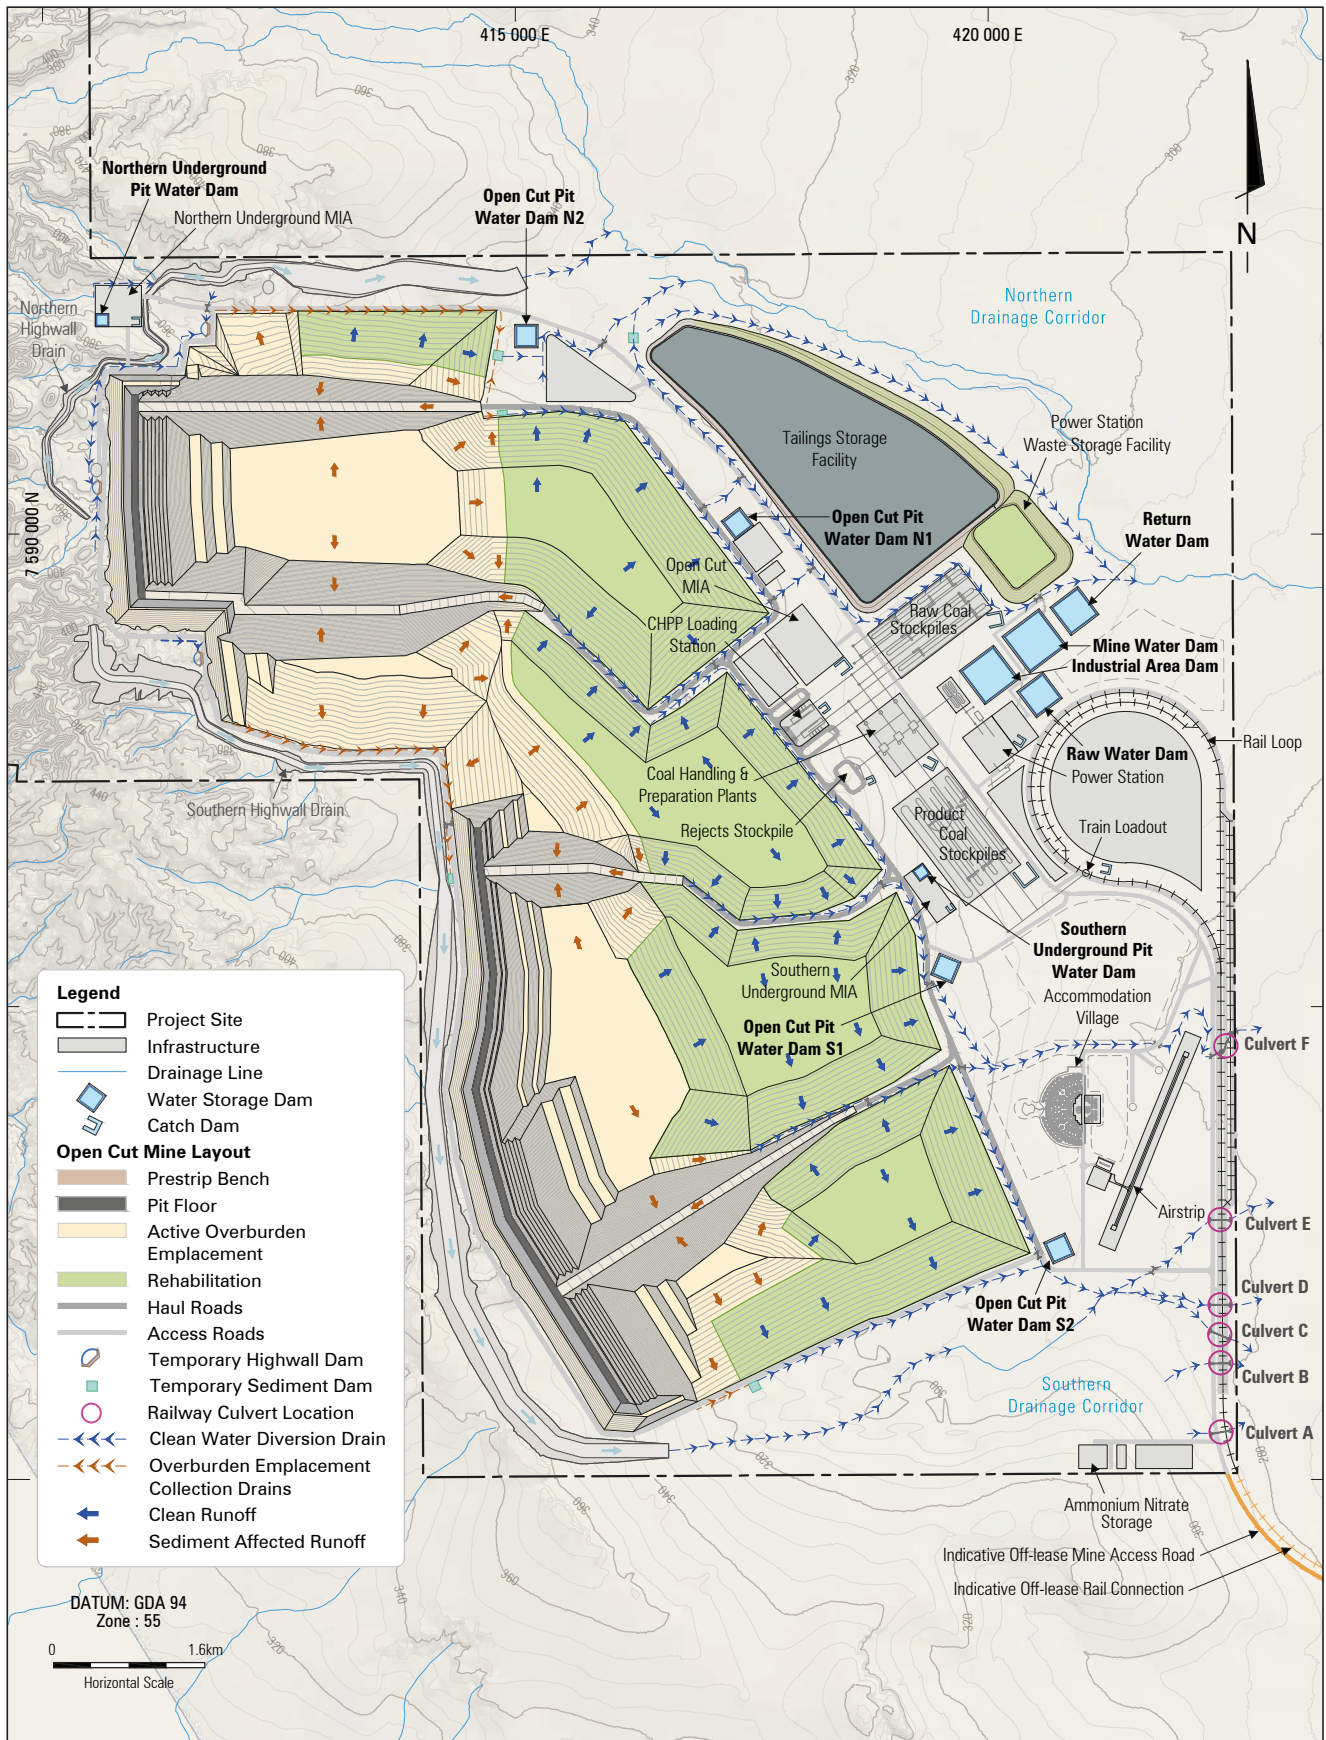 415 000 E
420 000 E
340
320
300
360
380
400
Northern Underground
Pit Water Dam
Northern Underground MIA
Open Cut Pit
Water Dam N2
N
Northern
Highwall
Drain
Northern
Drainage Corridor
7 590 000 N
Tailings Storage
Facility
Power Station
Waste Storage Facility
Open Cut Pit
Water Dam N1
Return
Water Dam
Open Cut
MIA
Raw Coal
Stockpiles
CHPP Loading
Station
Mine Water Dam
Industrial Area Dam
Raw Water Dam
Power Station
Rail Loop
Coal Handling &
Preparation Plants
Southern Highwall Drain
440
Rejects Stockpile
Product
Coal
Stockpiles
Train Loadout
Southern
Underground Pit
Water Dam
Southern
Underground MIA
Accommodation
Village
Open Cut Pit
Water Dam S1
Culvert F
Airstrip
Culvert E
Culvert D
Open Cut Pit
Water Dam S2
Culvert C
Culvert B
Southern
Drainage Corridor
Culvert A
Ammonium Nitrate
Storage
Indicative Off-lease Mine Access Road
Indicative Off-lease Rail Connection
Legend
Project Site
Infrastructure
Drainage Line
Water Storage Dam
Catch Dam
Open Cut Mine Layout
Prestrip Bench
Pit Floor
Active Overburden
Emplacement
Rehabilitation
Haul Roads
Access Roads
Temporary Highwall Dam
Temporary Sediment Dam
Railway Culvert Location
Clean Water Diversion Drain
Overburden Emplacement
Collection Drains
Clean Runoff
Sediment Affected Runoff
DATUM: GDA 94
Zone : 55
0
1.6km
Horizontal Scale